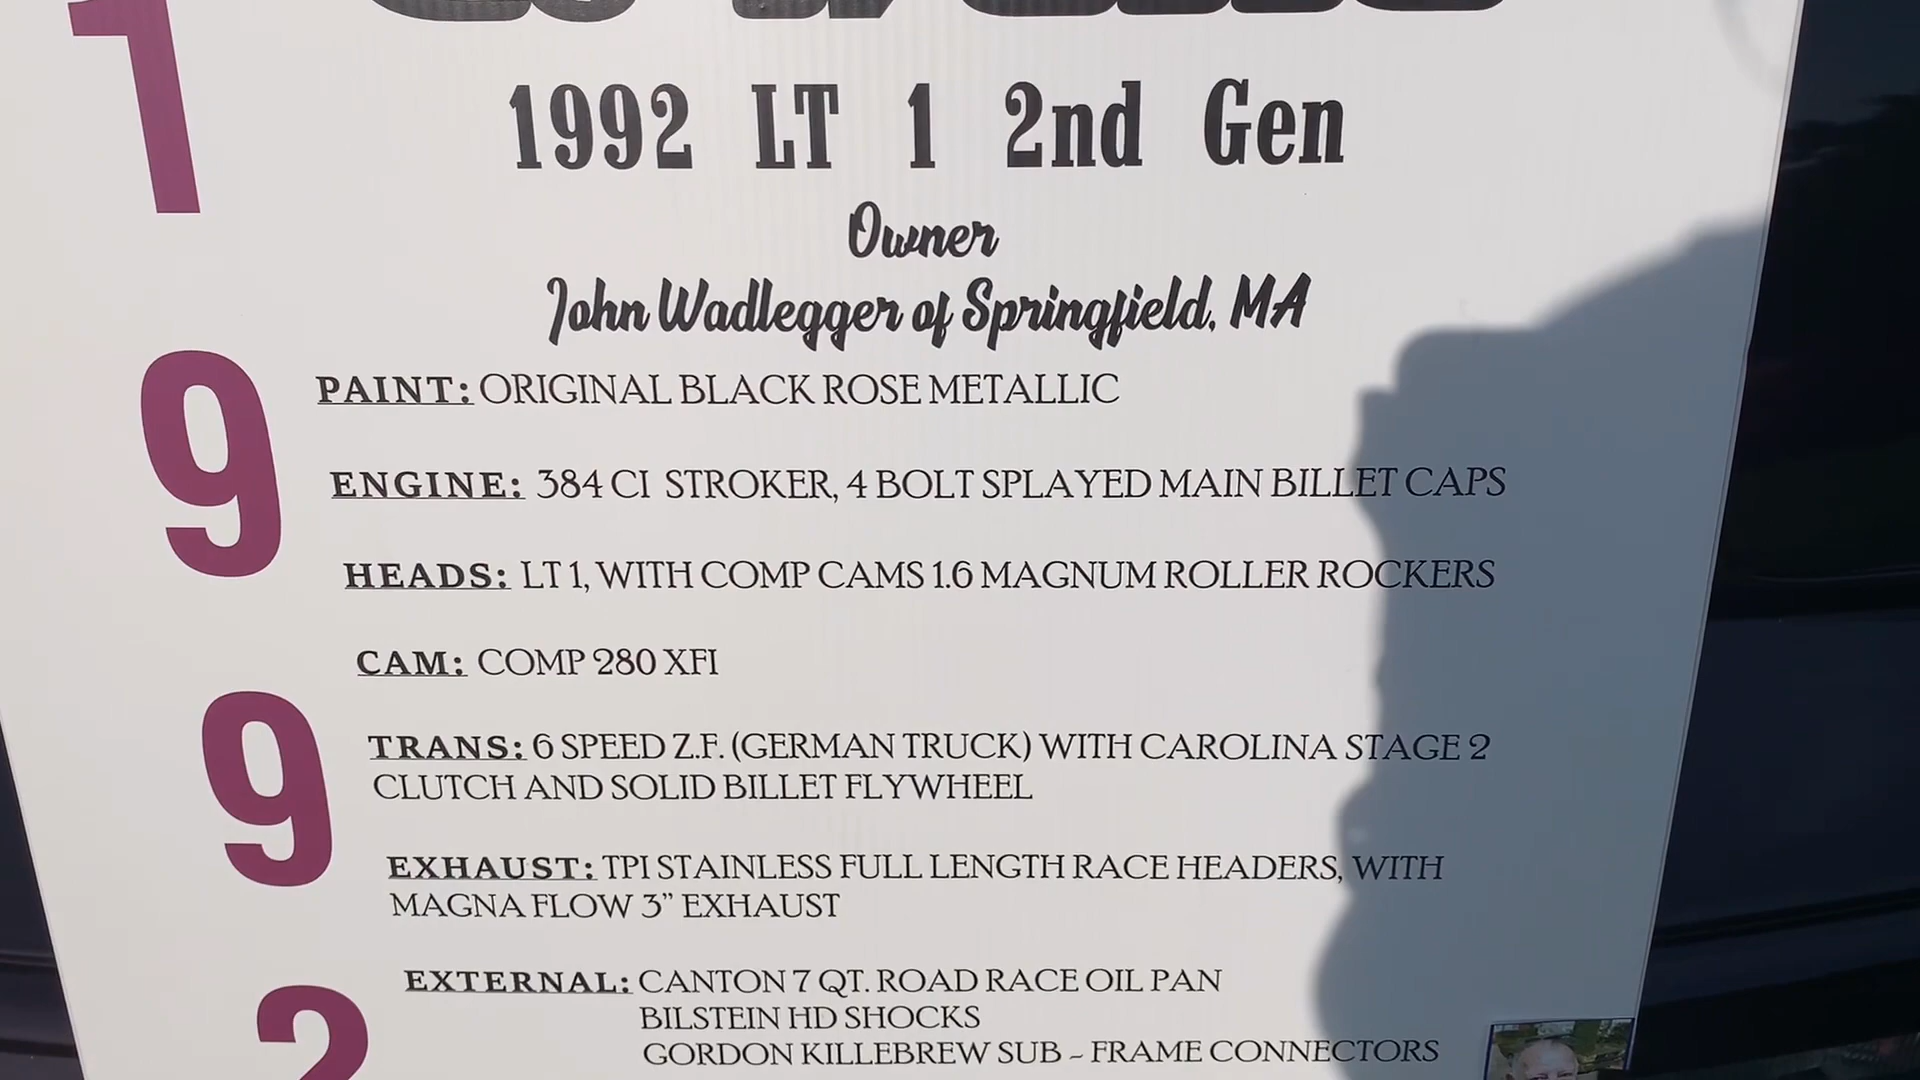 1992 LT 1 2nd Gen
Owner
John Wadlegger of Springfield, MA
PAINT: ORIGINAL BLACK ROSE METALLIC
ENGINE: 384 CI STROKER, 4 BOLT SPLAYED MAIN BILLET CAPS
HEADS: LT 1, WITH COMP CAMS 1.6 MAGNUM ROLLER ROCKERS
CAM: COMP 280 XFI
TRANS: 6 SPEED Z.F. (GERMAN TRUCK) WITH CAROLINA STAGE 2
CLUTCH AND SOLID BILLET FLYWHEEL
EXHAUST: TPI STAINLESS FULL LENGTH RACE HEADERS, WITH
MAGNA FLOW 3" EXHAUST
EXTERNAL: CANTON 7 QT. ROAD RACE OIL PAN
BILSTEIN HD SHOCKS
GORDON KILLEBREW SUB - FRAME CONNECTORS
1
9
9
2